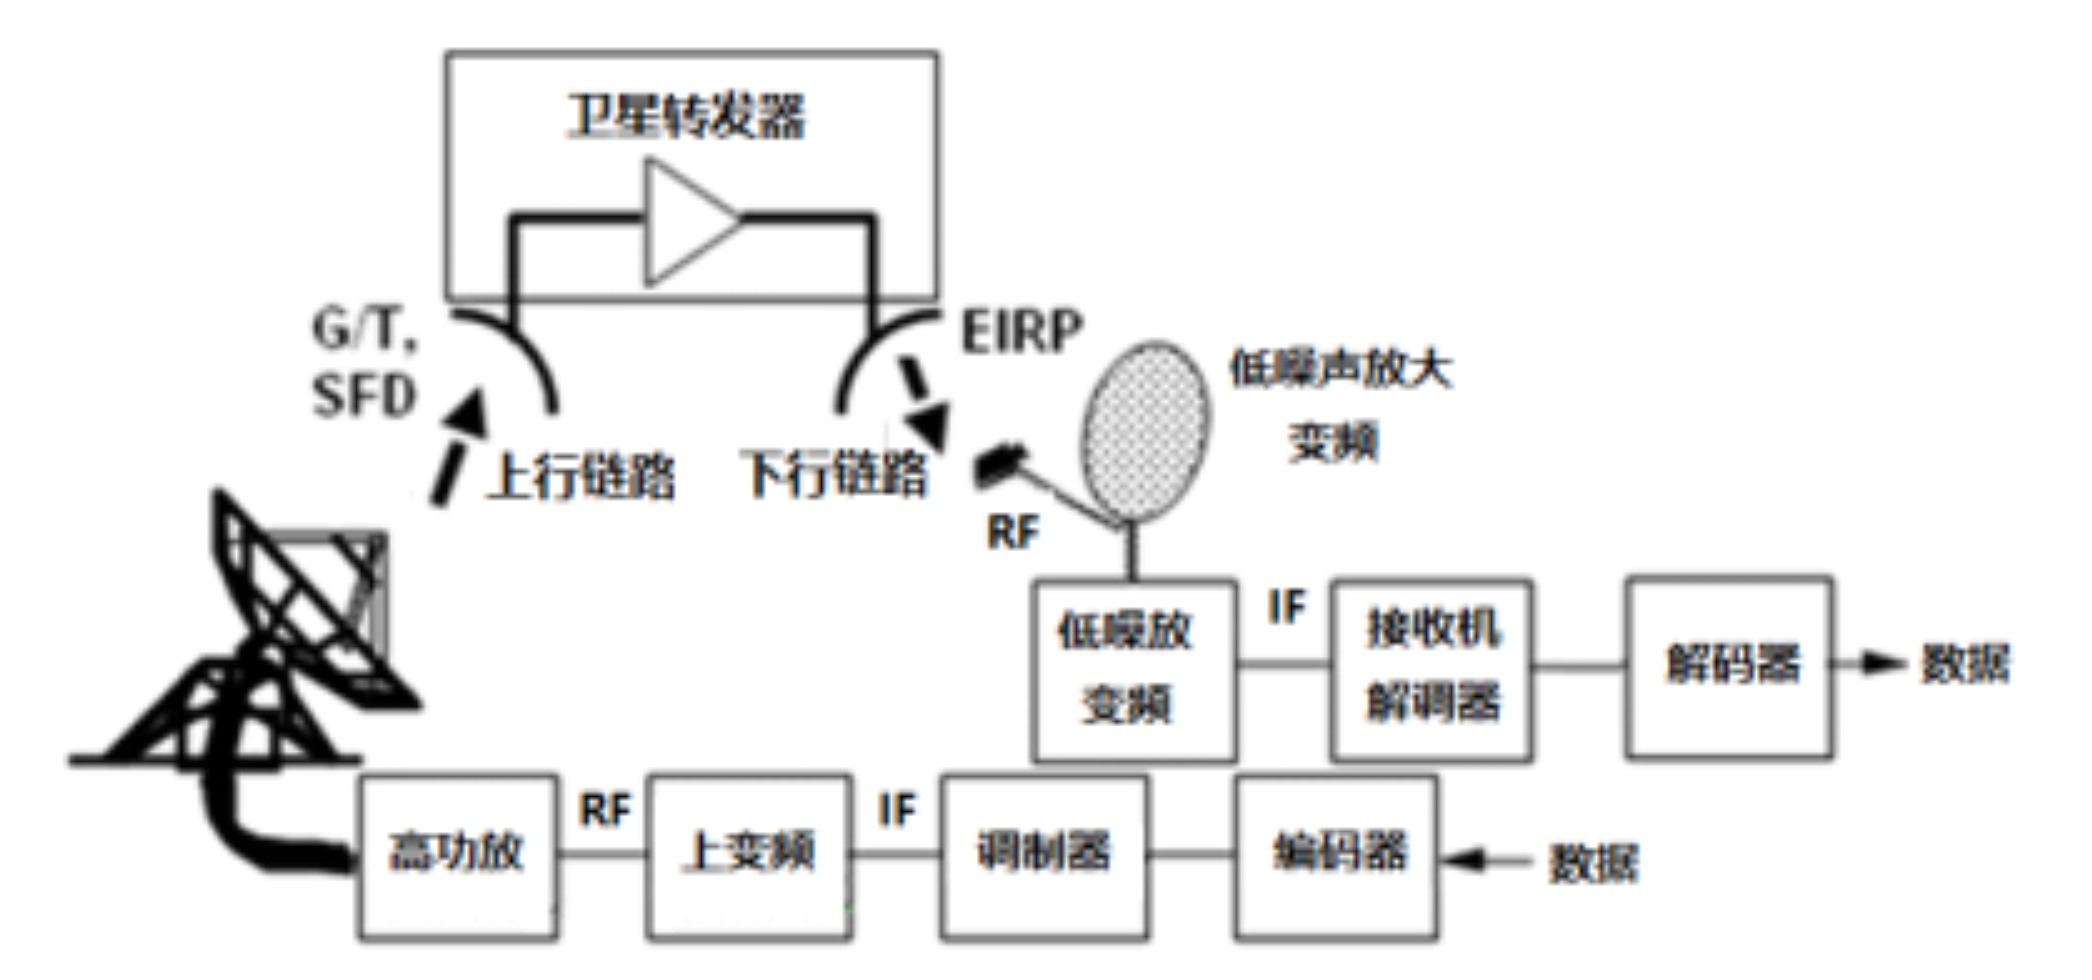 卫星转发器
G/T,
SFD
EIRP
上行链路
下行链路
低噪声放大
变频
RF
低噪放
变频
IF
接收机
解调器
解码器
数据
高功放
RF
上变频
IF
调制器
编码器
数据